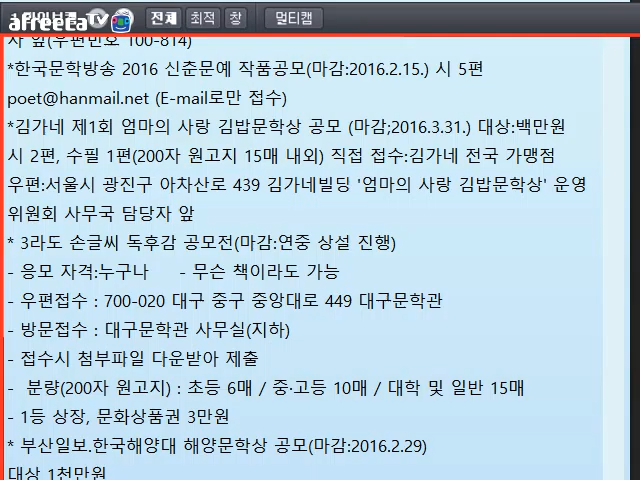 afreecaTV 전체 최적 창 멀티캠
자 앞(우편번호 100-814)
*한국문학방송 2016 신춘문예 작품공모(마감:2016.2.15.) 시 5편
poet@hanmail.net (E-mail로만 접수)
*김가네 제1회 엄마의 사랑 김밥문학상 공모 (마감;2016.3.31.) 대상:백만원
시 2편, 수필 1편(200자 원고지 15매 내외) 직접 접수:김가네 전국 가맹점
우편:서울시 광진구 아차산로 439 김가네빌딩 '엄마의 사랑 김밥문학상' 운영
위원회 사무국 담당자 앞
* 3라도 손글씨 독후감 공모전(마감:연중 상설 진행)
- 응모 자격:누구나 - 무슨 책이라도 가능
- 우편접수 : 700-020 대구 중구 중앙대로 449 대구문학관
- 방문접수 : 대구문학관 사무실(지하)
- 접수시 첨부파일 다운받아 제출
- 분량(200자 원고지) : 초등 6매 / 중·고등 10매 / 대학 및 일반 15매
- 1등 상장, 문화상품권 3만원
* 부산일보.한국해양대 해양문학상 공모(마감:2016.2.29)
대상 1천만원